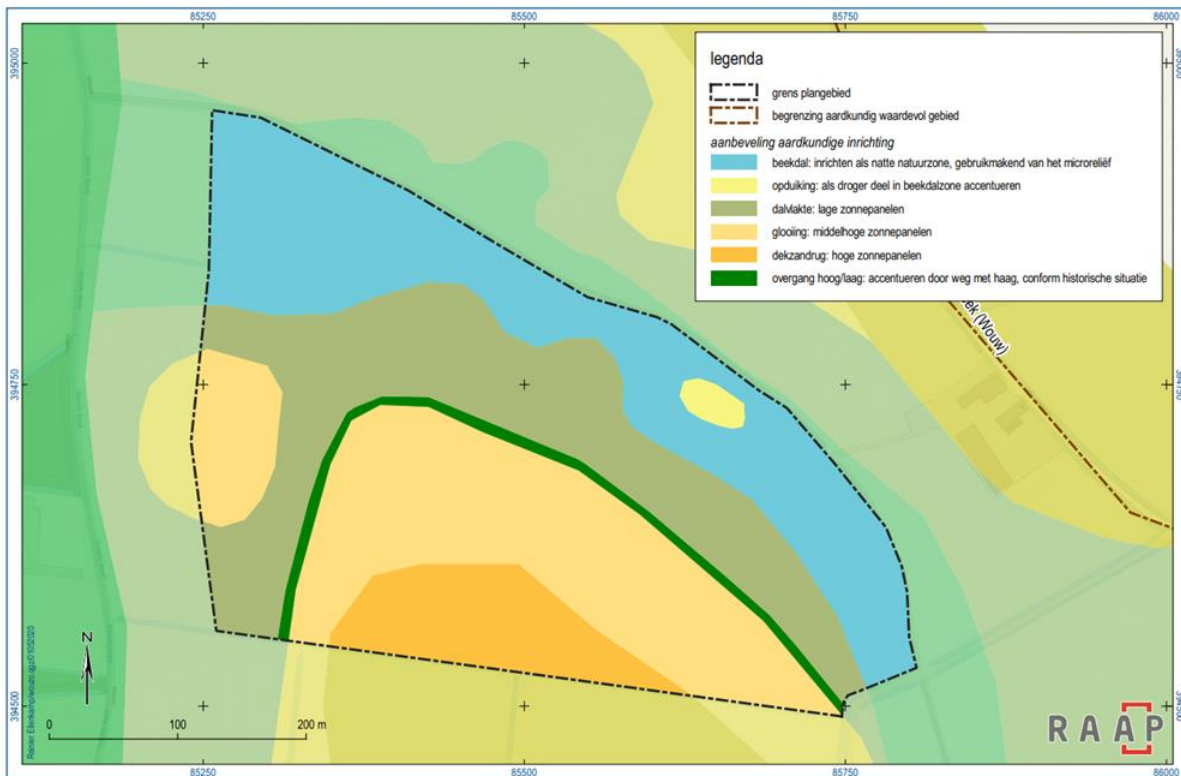 85250
85500
85750
86000
395000
395000
legenda
grens plangebied
begrenzing aardkundig waardevol gebied
aanbeveling aardkundige inrichting
beekdal: inrichten als natte natuurzone, gebruikmakend van het microreliëf
opduiking: als droger deel in beekdalzone accentueren
dalvlakte: lage zonnepanelen
glooiing: middelhoge zonnepanelen
dekzandrug: hoge zonnepanelen
overgang hoog/laag: accentueren door weg met haag, conform historische situatie
(Wouw)
394750
394750
N
394500
394500
0
100
200 m
RAAP
85250
85500
85750
86000